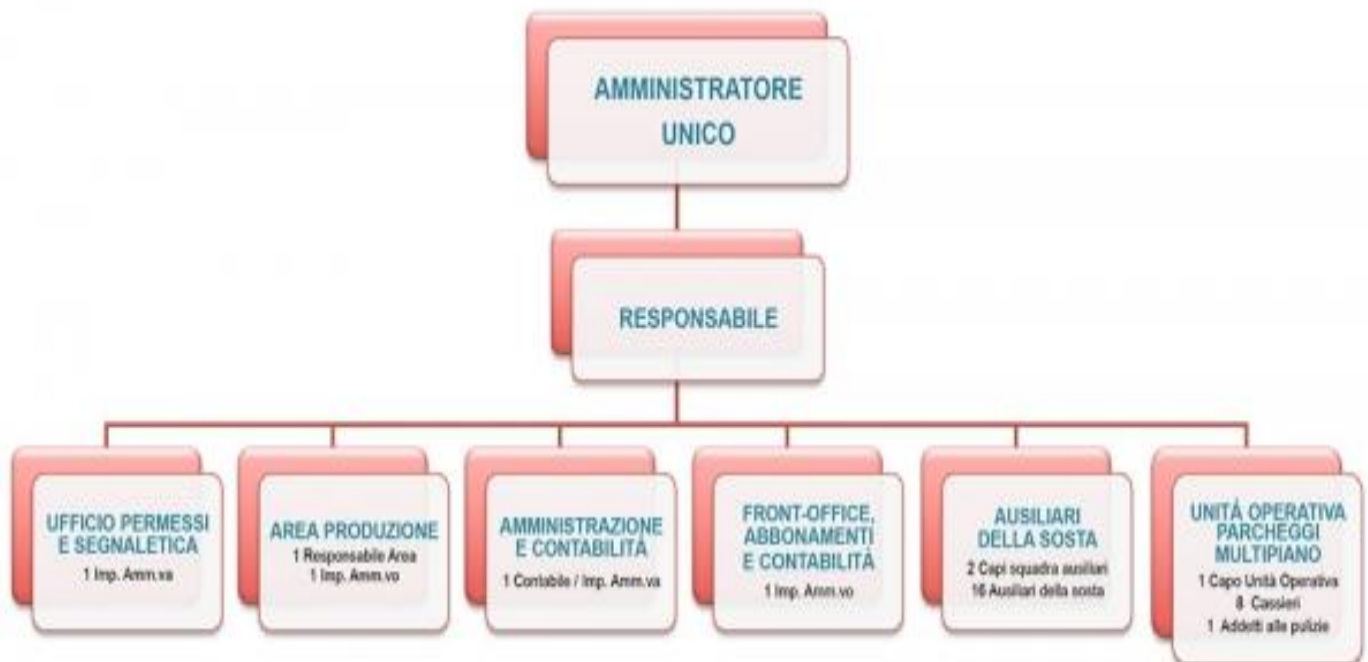 AMMINISTRATORE
UNICO
RESPONSABILE
UFFICIO PERMESSI
E SEGNALETICA
1 Imp. Amm.va
AREA PRODUZIONE
1 Responsabile Area
1 Imp. Amm.vo
AMMINISTRAZIONE
E CONTABILITÀ
1 Contabile / Imp. Amm.va
FRONT-OFFICE,
ABBONAMENTI
E CONTABILITÀ
1 Imp. Amm.vo
AUSILIARI
DELLA SOSTA
2 Capi squadra ausiliari
16 Ausiliari della sosta
UNITÀ OPERATIVA
PARCHEGGI
MULTIPIANO
1 Capo Unità Operativa
8 Cassieri
1 Addetti alle pulizie